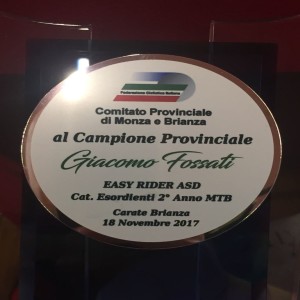 Federazione Ciclistica Italiana
Comitato Provinciale
di Monza e Brianza
al Campione Provinciale
Giacomo Fossati
EASY RIDER ASD
Cat. Esordienti 2° Anno MTB
Carate Brianza
18 Novembre 2017